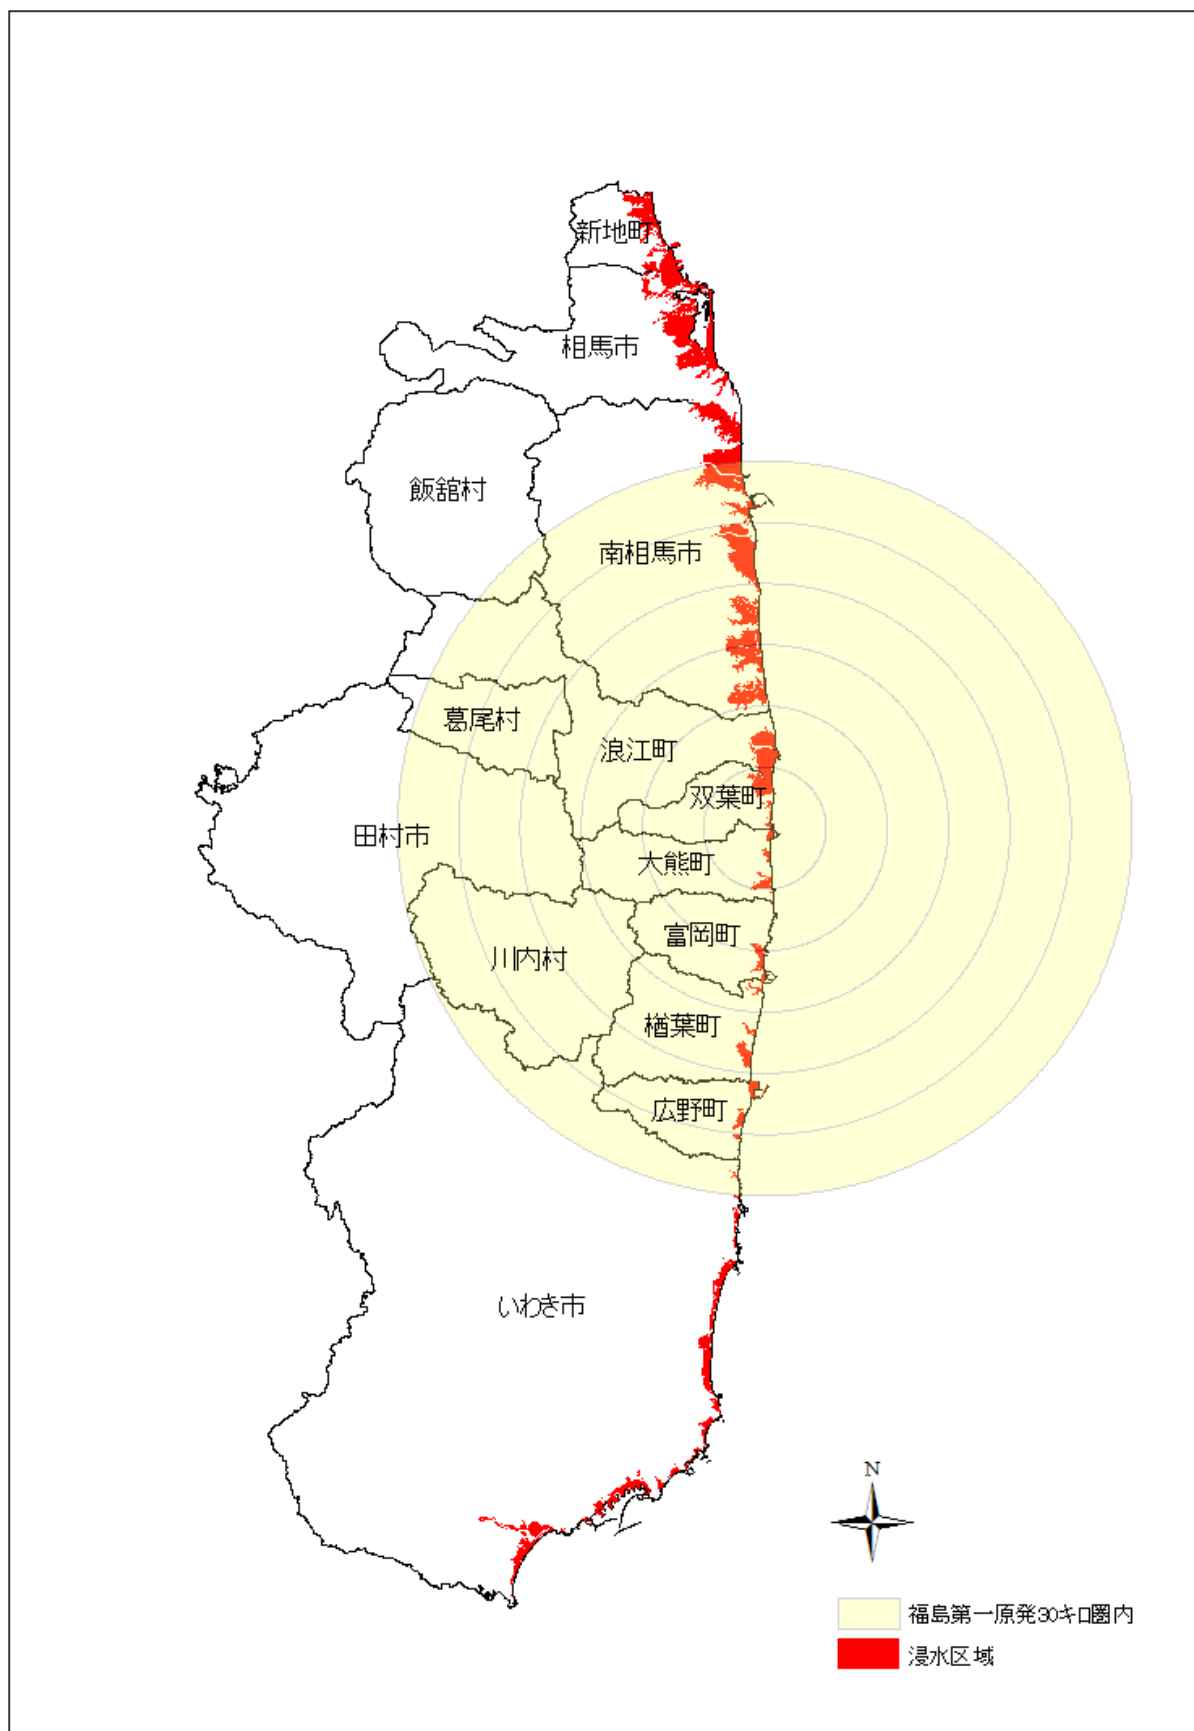 新地町
相馬市
飯舘村
南相馬市
葛尾村
浪江町
双葉町
田村市
大熊町
富岡町
川内村
楢葉町
広野町
いわき市
N
福島第一原発30キロ圏内
浸水区域